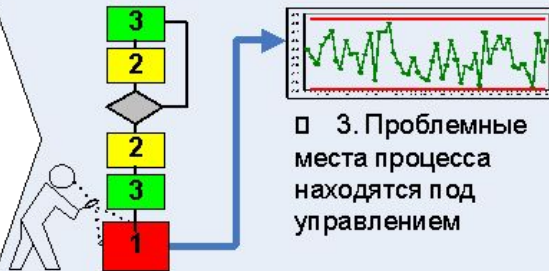 3
2
2
3
1
3. Проблемные
места процесса
находятся под
управлением